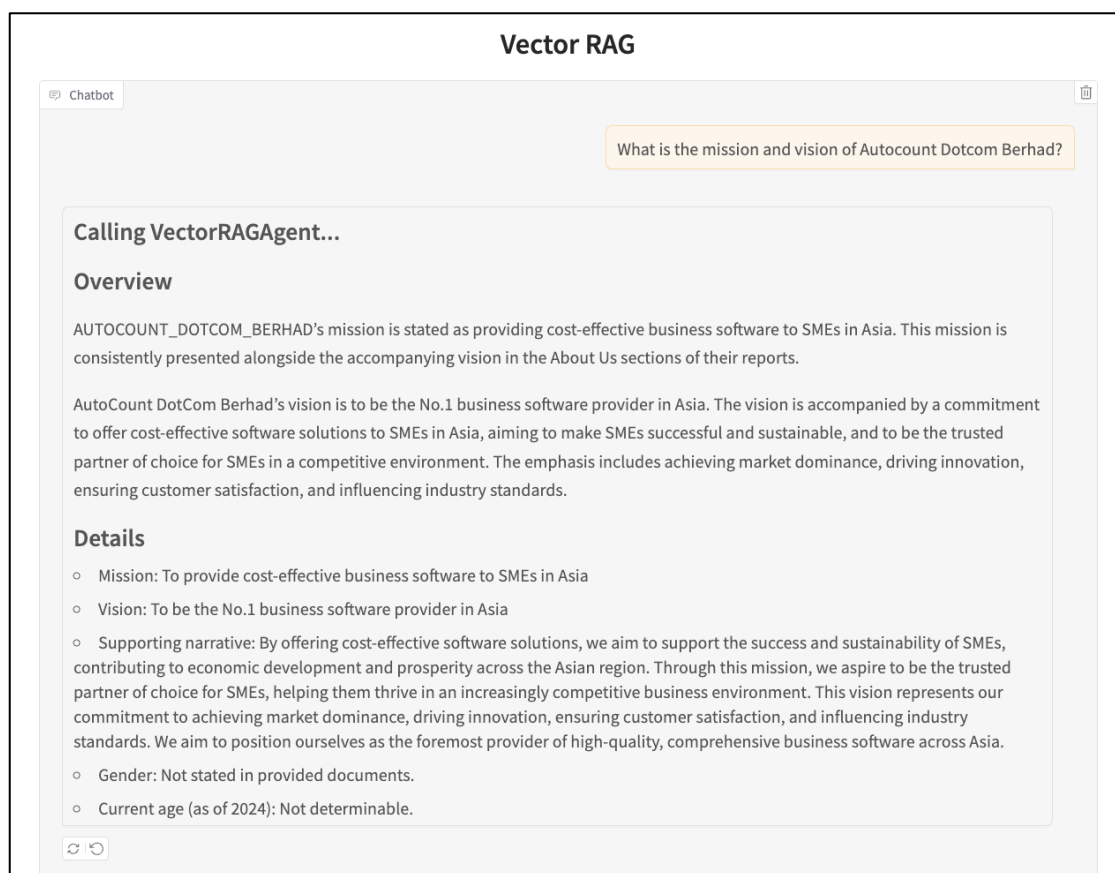 Vector RAG
Chatbot
What is the mission and vision of Autocount Dotcom Berhad?
Calling VectorRAGAgent...
Overview
AUTOCOUNT_DOTCOM_BERHAD’s mission is stated as providing cost-effective business software to SMEs in Asia. This mission is
consistently presented alongside the accompanying vision in the About Us sections of their reports.
AutoCount DotCom Berhad’s vision is to be the No.1 business software provider in Asia. The vision is accompanied by a commitment
to offer cost-effective software solutions to SMEs in Asia, aiming to make SMEs successful and sustainable, and to be the trusted
partner of choice for SMEs in a competitive environment. The emphasis includes achieving market dominance, driving innovation,
ensuring customer satisfaction, and influencing industry standards.
Details
Mission: To provide cost-effective business software to SMEs in Asia
Vision: To be the No.1 business software provider in Asia
Supporting narrative: By offering cost-effective software solutions, we aim to support the success and sustainability of SMEs,
contributing to economic development and prosperity across the Asian region. Through this mission, we aspire to be the trusted
partner of choice for SMEs, helping them thrive in an increasingly competitive business environment. This vision represents our
commitment to achieving market dominance, driving innovation, ensuring customer satisfaction, and influencing industry
standards. We aim to position ourselves as the foremost provider of high-quality, comprehensive business software across Asia.
Gender: Not stated in provided documents.
Current age (as of 2024): Not determinable.